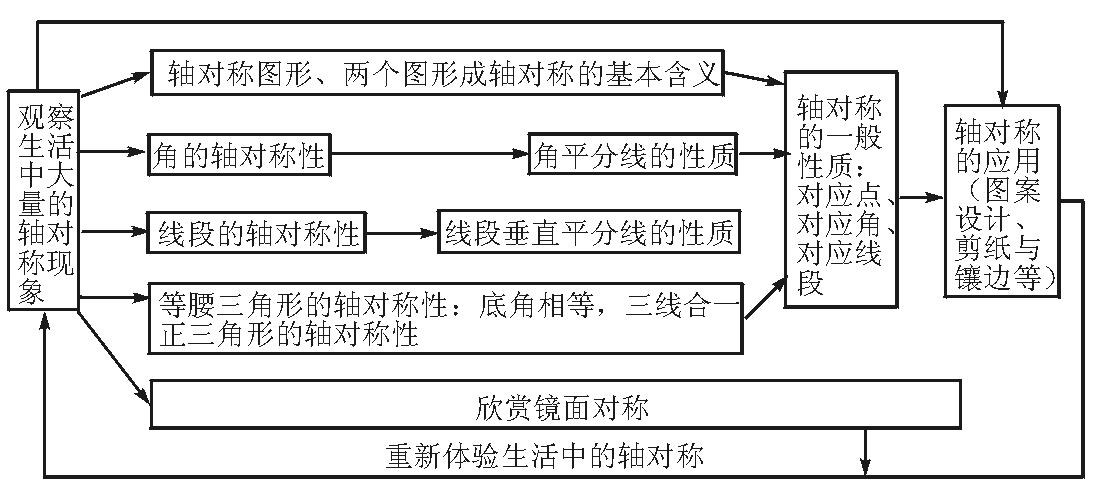 观察
生活
中大
量的
轴对
称现
象
轴对称图形、两个图形成轴对称的基本含义
角的轴对称性
角平分线的性质
线段的轴对称性
线段垂直平分线的性质
等腰三角形的轴对称性：底角相等，三线合一
正三角形的轴对称性
欣赏镜面对称
轴对称
的一般
性质：
对应点、
对应角、
对应线
段
轴对称
的应用
（图案
设计、
剪纸与
镶边等）
重新体验生活中的轴对称